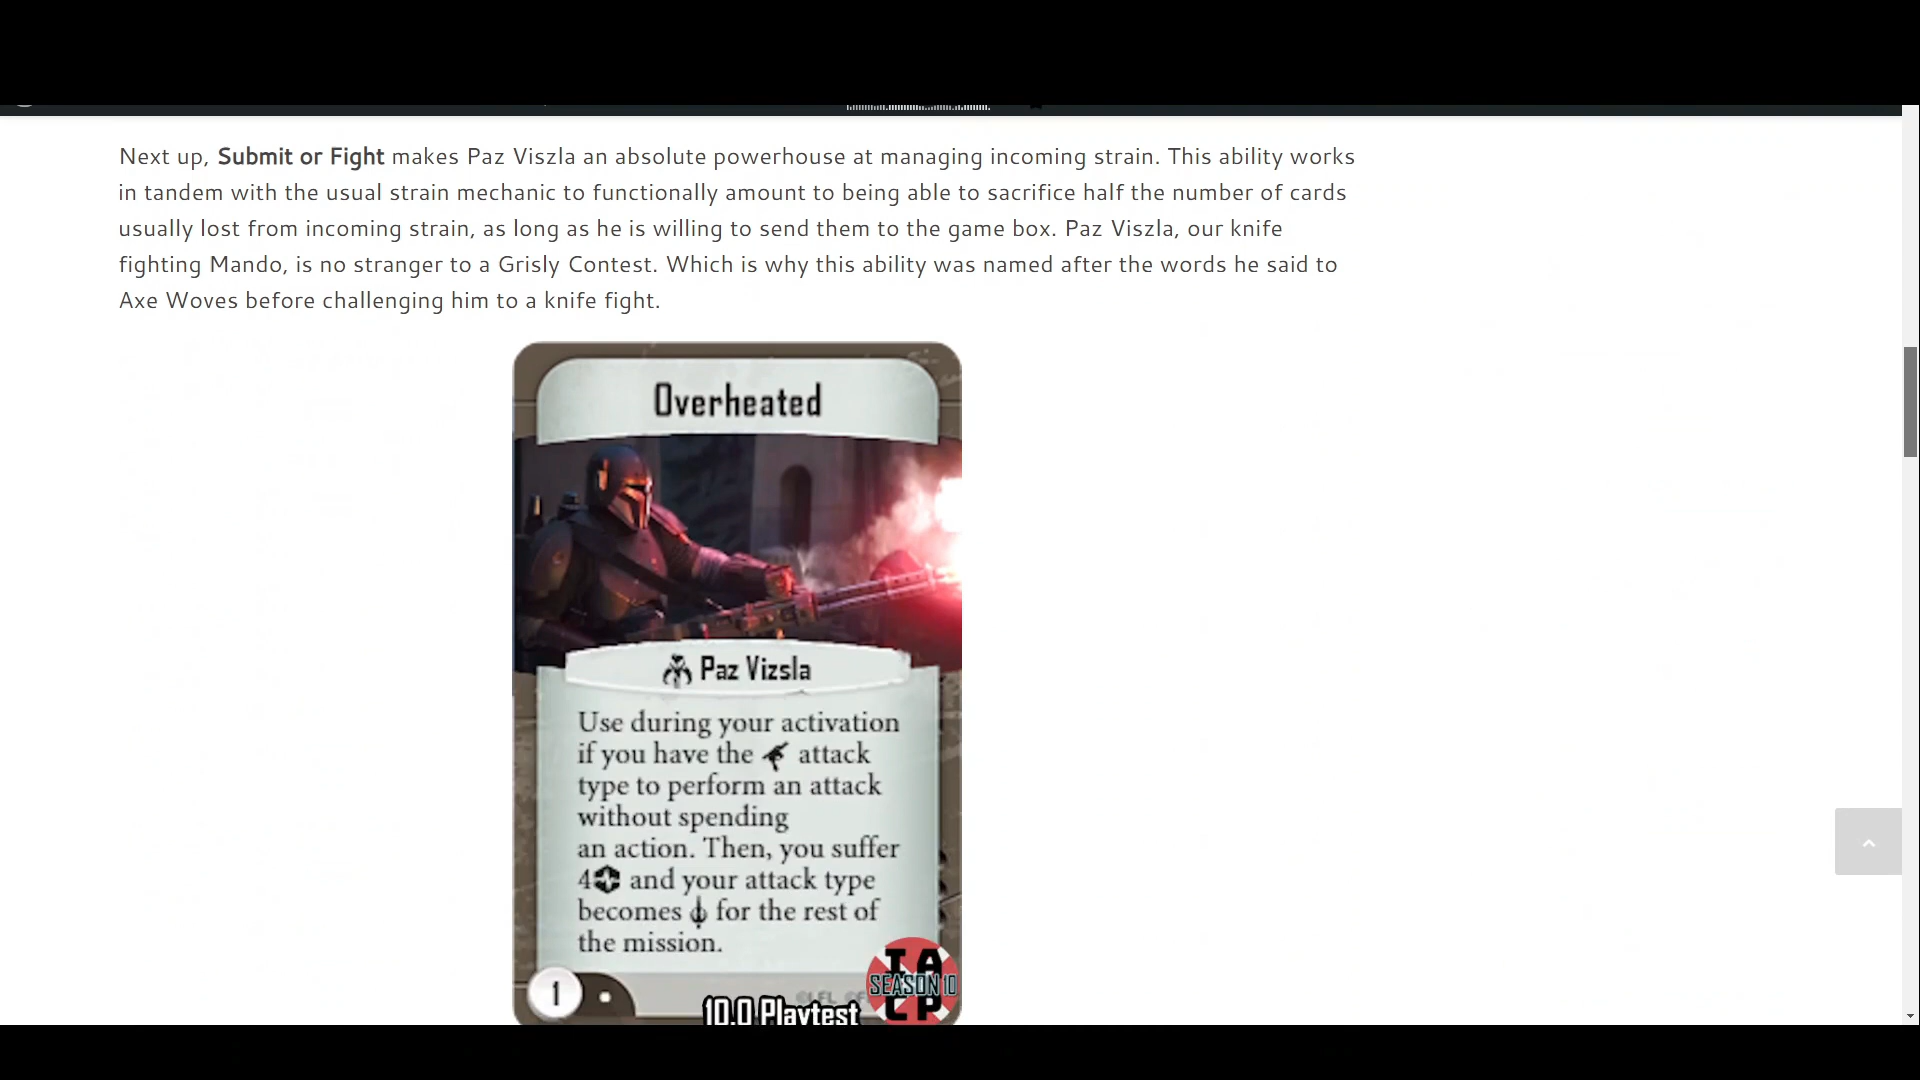 Next up, Submit or Fight makes Paz Viszla an absolute powerhouse at managing incoming strain. This ability works
in tandem with the usual strain mechanic to functionally amount to being able to sacrifice half the number of cards
usually lost from incoming strain, as long as he is willing to send them to the game box. Paz Viszla, our knife
fighting Mando, is no stranger to a Grisly Contest. Which is why this ability was named after the words he said to
Axe Woves before challenging him to a knife fight.
Overheated
Paz Vizsla
Use during your activation
if you have the attack
type to perform an attack
without spending
an action. Then, you suffer
4 and your attack type
becomes for the rest of
the mission.
1
10.0 Playtest
IA
SEASON 10
CP